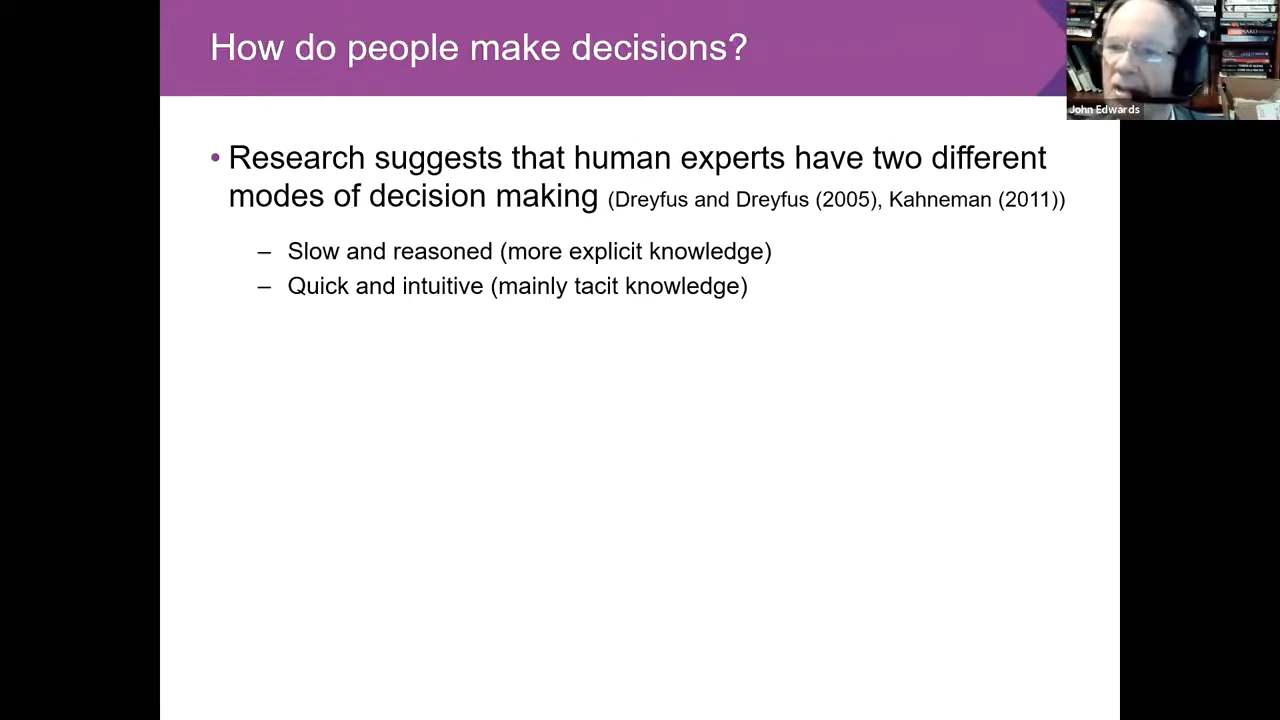 How do people make decisions?
John Edwards
• Research suggests that human experts have two different
modes of decision making (Dreyfus and Dreyfus (2005), Kahneman (2011))
– Slow and reasoned (more explicit knowledge)
– Quick and intuitive (mainly tacit knowledge)